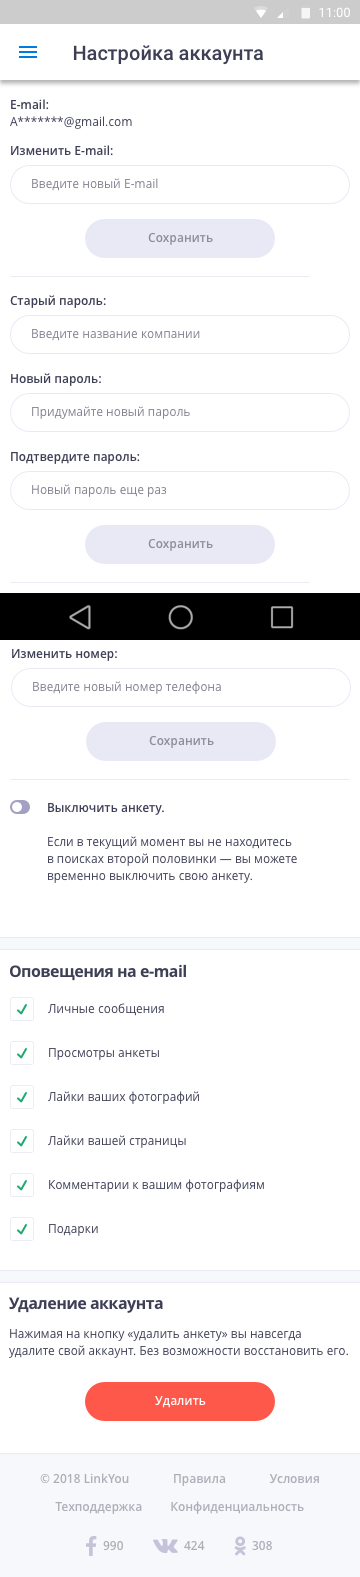 11:00
Настройка аккаунта
E-mail:
A*******@gmail.com
Изменить E-mail:
Введите новый E-mail
Сохранить
Старый пароль:
Введите название компании
Новый пароль:
Придумайте новый пароль
Подтвердите пароль:
Новый пароль еще раз
Сохранить
Изменить номер:
Введите новый номер телефона
Сохранить
Выключить анкету.
Если в текущий момент вы не находитесь
в поисках второй половинки — вы можете
временно выключить свою анкету.
Оповещения на e-mail
Личные сообщения
Просмотры анкеты
Лайки ваших фотографий
Лайки вашей страницы
Комментарии к вашим фотографиям
Подарки
Удаление аккаунта
Нажимая на кнопку «удалить анкету» вы навсегда
удалите свой аккаунт. Без возможности восстановить его.
Удалить
© 2018 LinkYou Правила Условия
Техподдержка Конфиденциальность
990 424 308